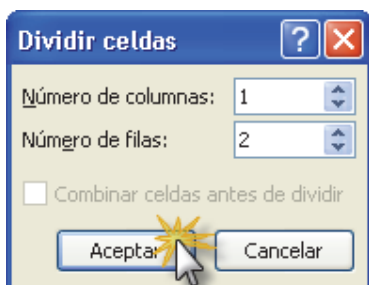 Dividir celdas
Número de columnas: 1
Número de filas: 2
Combinar celdas antes de dividir
Aceptar Cancelar